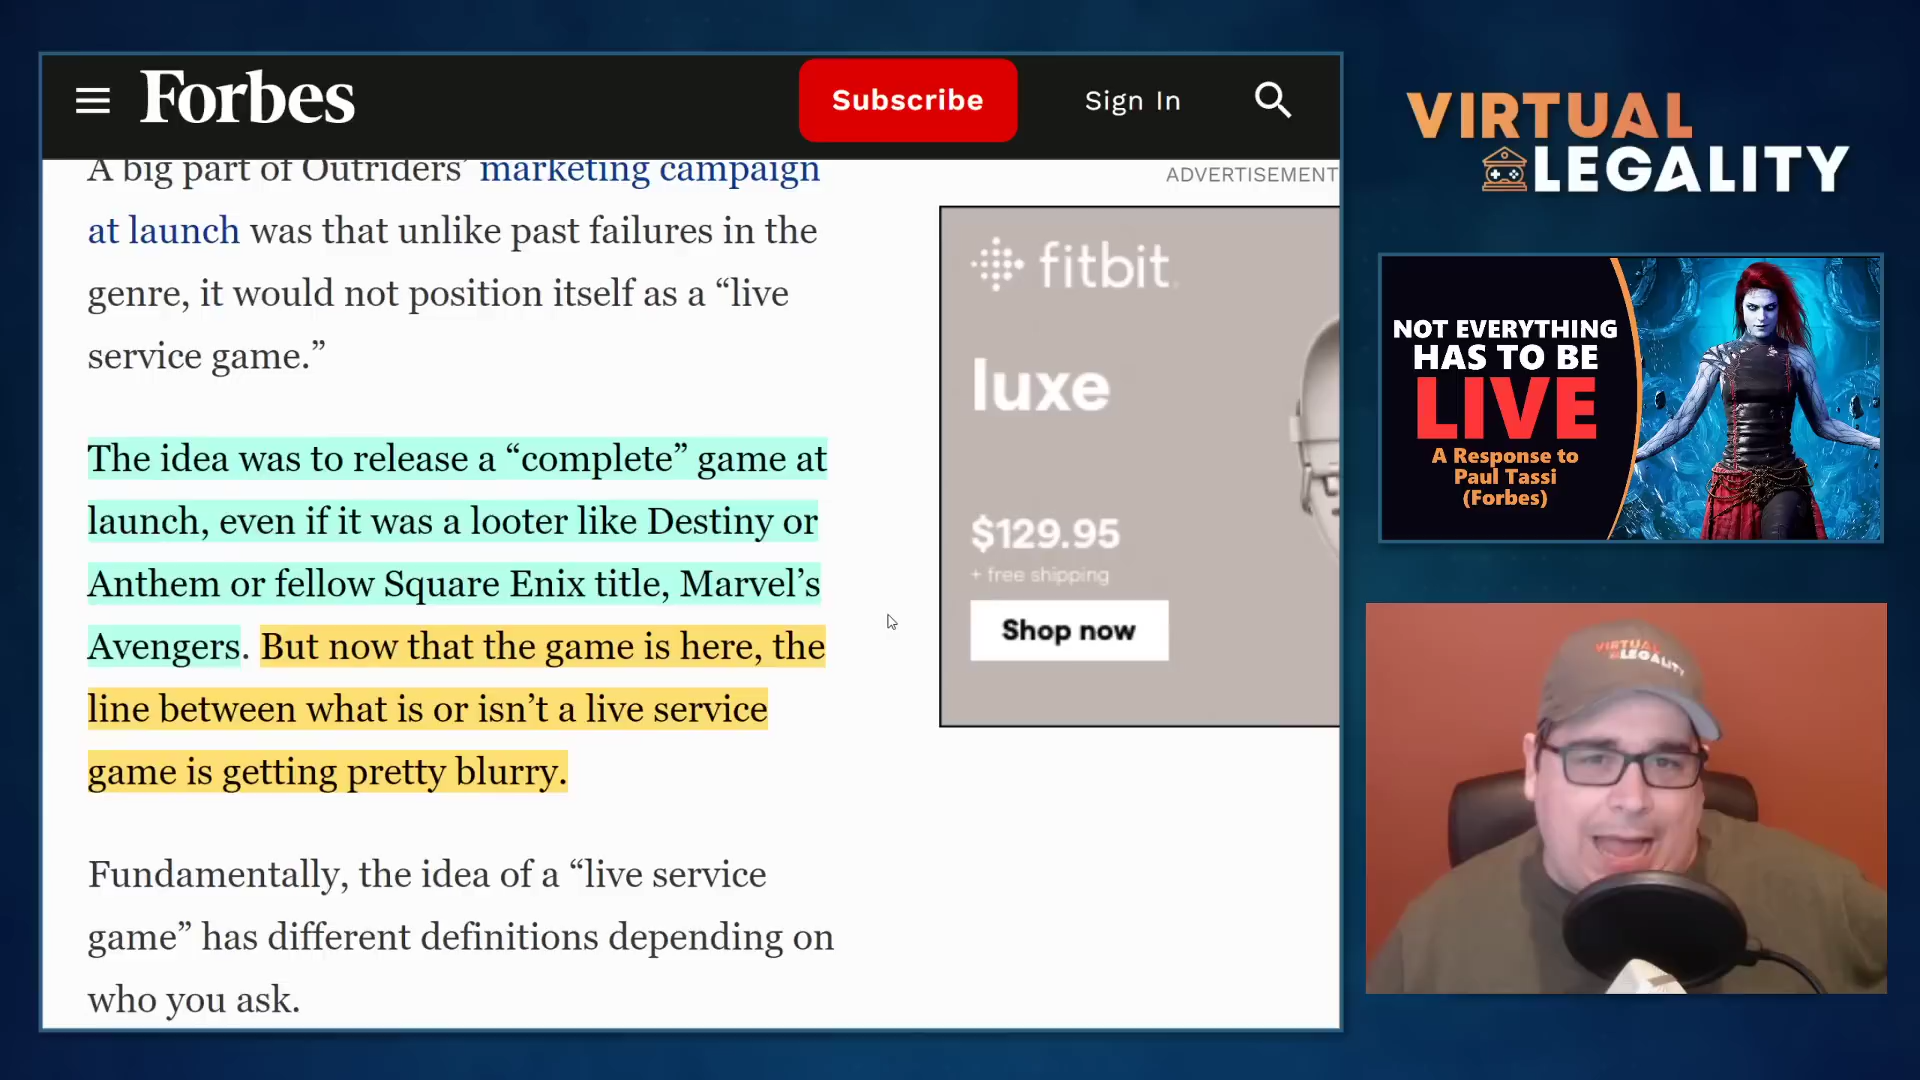 Forbes
Subscribe
Sign In
A big part of Outriders’ marketing campaign
at launch was that unlike past failures in the
genre, it would not position itself as a “live
service game.”
The idea was to release a “complete” game at
launch, even if it was a looter like Destiny or
Anthem or fellow Square Enix title, Marvel’s
Avengers. But now that the game is here, the
line between what is or isn’t a live service
game is getting pretty blurry.
Fundamentally, the idea of a “live service
game” has different definitions depending on
who you ask.
ADVERTISEMENT
fitbit
luxe
$129.95
+ free shipping
Shop now
VIRTUAL
LEGALITY
NOT EVERYTHING
HAS TO BE
LIVE
A Response to
Paul Tassi
(Forbes)
VIRTUAL
LEGALITY